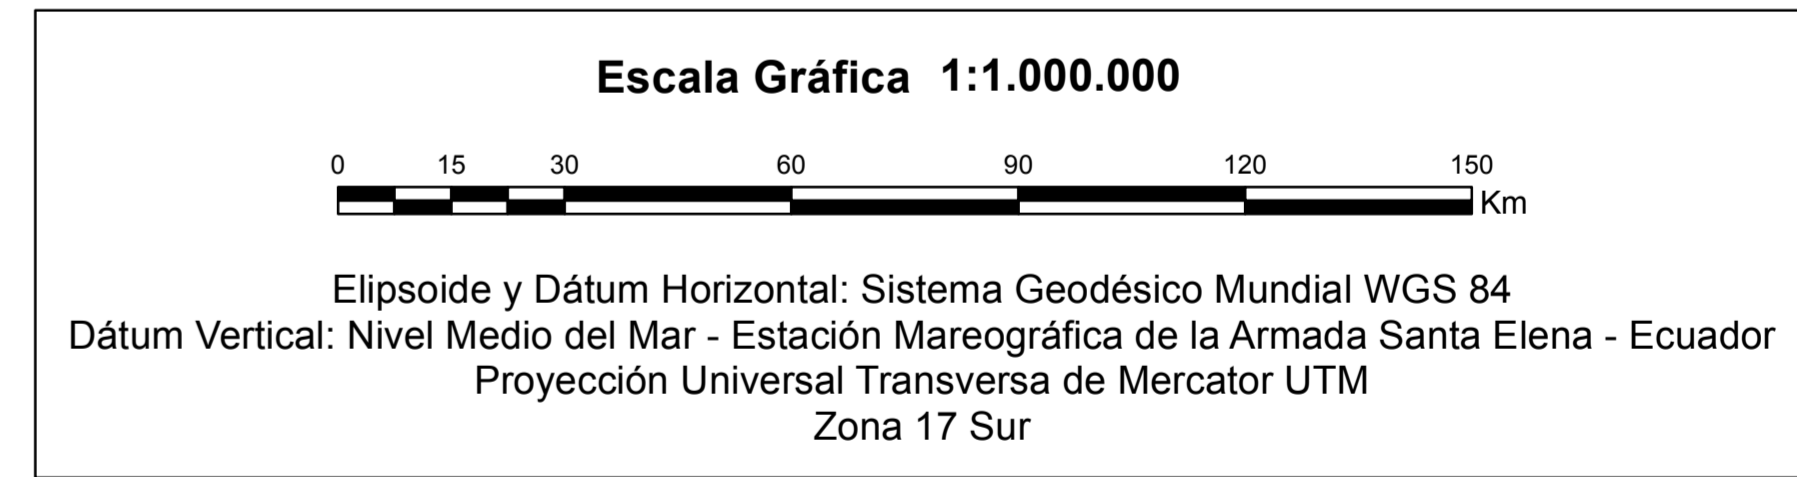 Escala Gráfica 1:1.000.000
0 15 30 60 90 120 150
Km
Elipsoide y Dátum Horizontal: Sistema Geodésico Mundial WGS 84
Dátum Vertical: Nivel Medio del Mar - Estación Mareográfica de la Armada Santa Elena - Ecuador
Proyección Universal Transversa de Mercator UTM
Zona 17 Sur